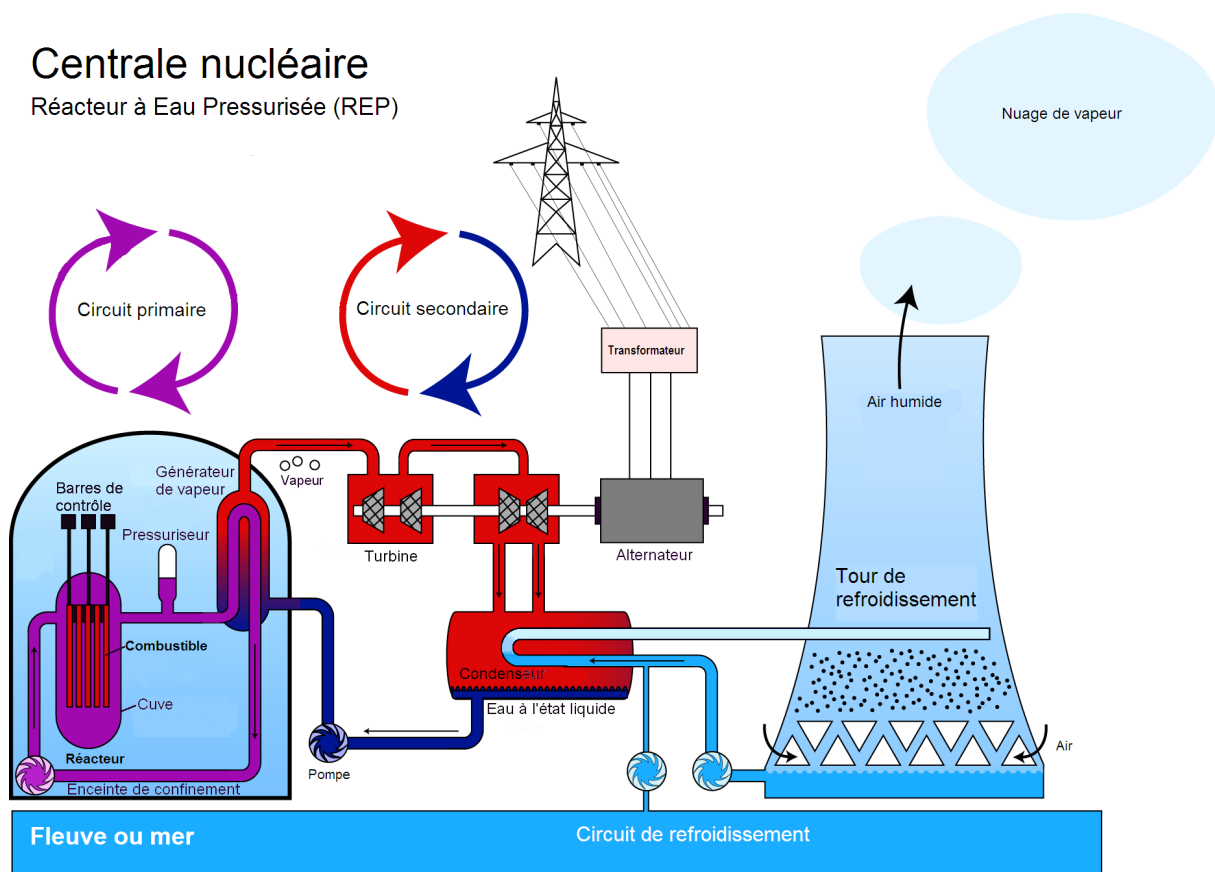 Centrale nucléaire
Réacteur à Eau Pressurisée (REP)
Nuage de vapeur
Circuit primaire
Circuit secondaire
Transformateur
Air humide
Générateur
de vapeur
Vapeur
Barres de
contrôle
Pressuriseur
Turbine
Alternateur
Tour de
refroidissement
Combustible
Condenseur
Cuve
Eau à l'état liquide
Réacteur
Pompe
Air
Enceinte de confinement
Fleuve ou mer
Circuit de refroidissement